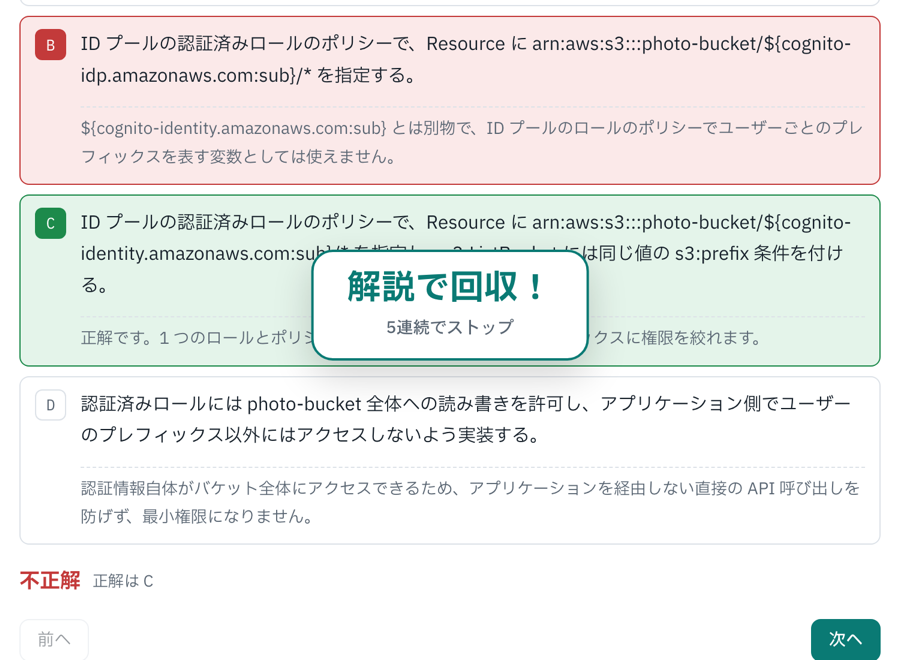 B
ID プールの認証済みロールのポリシーで、Resource に arn:aws:s3:::photo-bucket/${cognito-
idp.amazonaws.com:sub}/* を指定する。
${cognito-identity.amazonaws.com:sub} とは別物で、ID プールのロールのポリシーでユーザーごとのプレ
フィックスを表す変数としては使えません。
C
ID プールの認証済みロールのポリシーで、Resource に arn:aws:s3:::photo-bucket/${cognito-
identity.amazonaws.com:sub には同じ値の s3:prefix 条件を付け
る。
解説で回収！
5連続でストップ
正解です。1 つのロールとポリシ クスに権限を絞れます。
D
認証済みロールには photo-bucket 全体への読み書きを許可し、アプリケーション側でユーザー
のプレフィックス以外にはアクセスしないよう実装する。
認証情報自体がバケット全体にアクセスできるため、アプリケーションを経由しない直接の API 呼び出しを
防げず、最小権限になりません。
不正解 正解は C
前へ
次へ